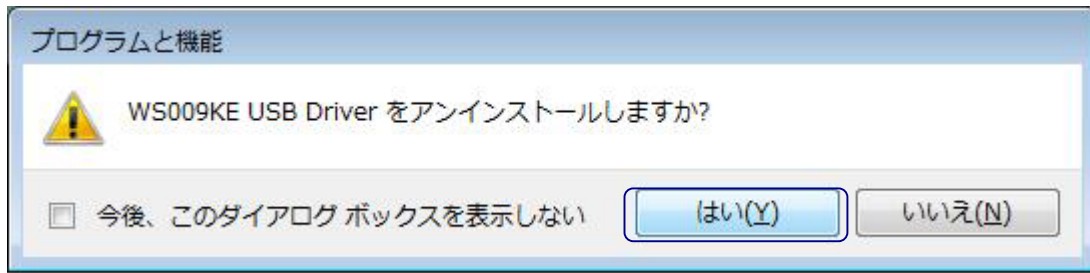 プログラムと機能
WS009KE USB Driver をアンインストールしますか?
今後、このダイアログ ボックスを表示しない
はい(Y)
いいえ(N)